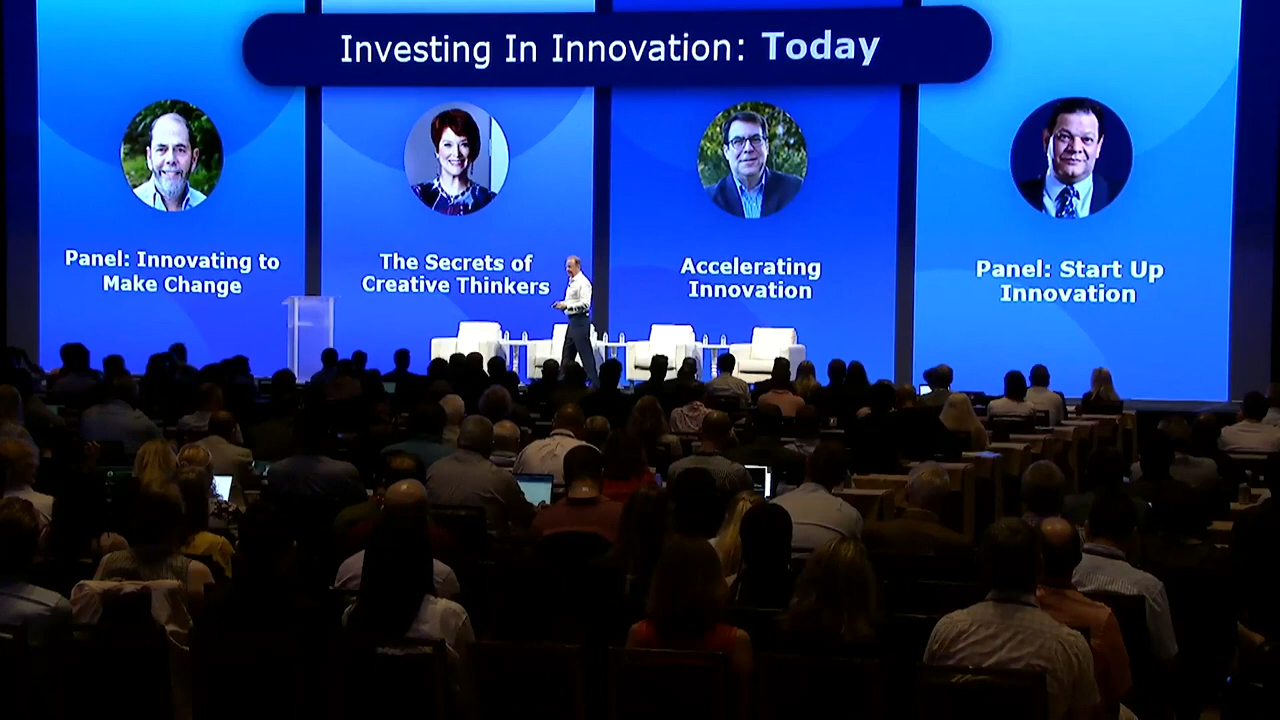 Investing In Innovation: Today
Panel: Innovating to
Make Change
The Secrets of
Creative Thinkers
Accelerating
Innovation
Panel: Start Up
Innovation